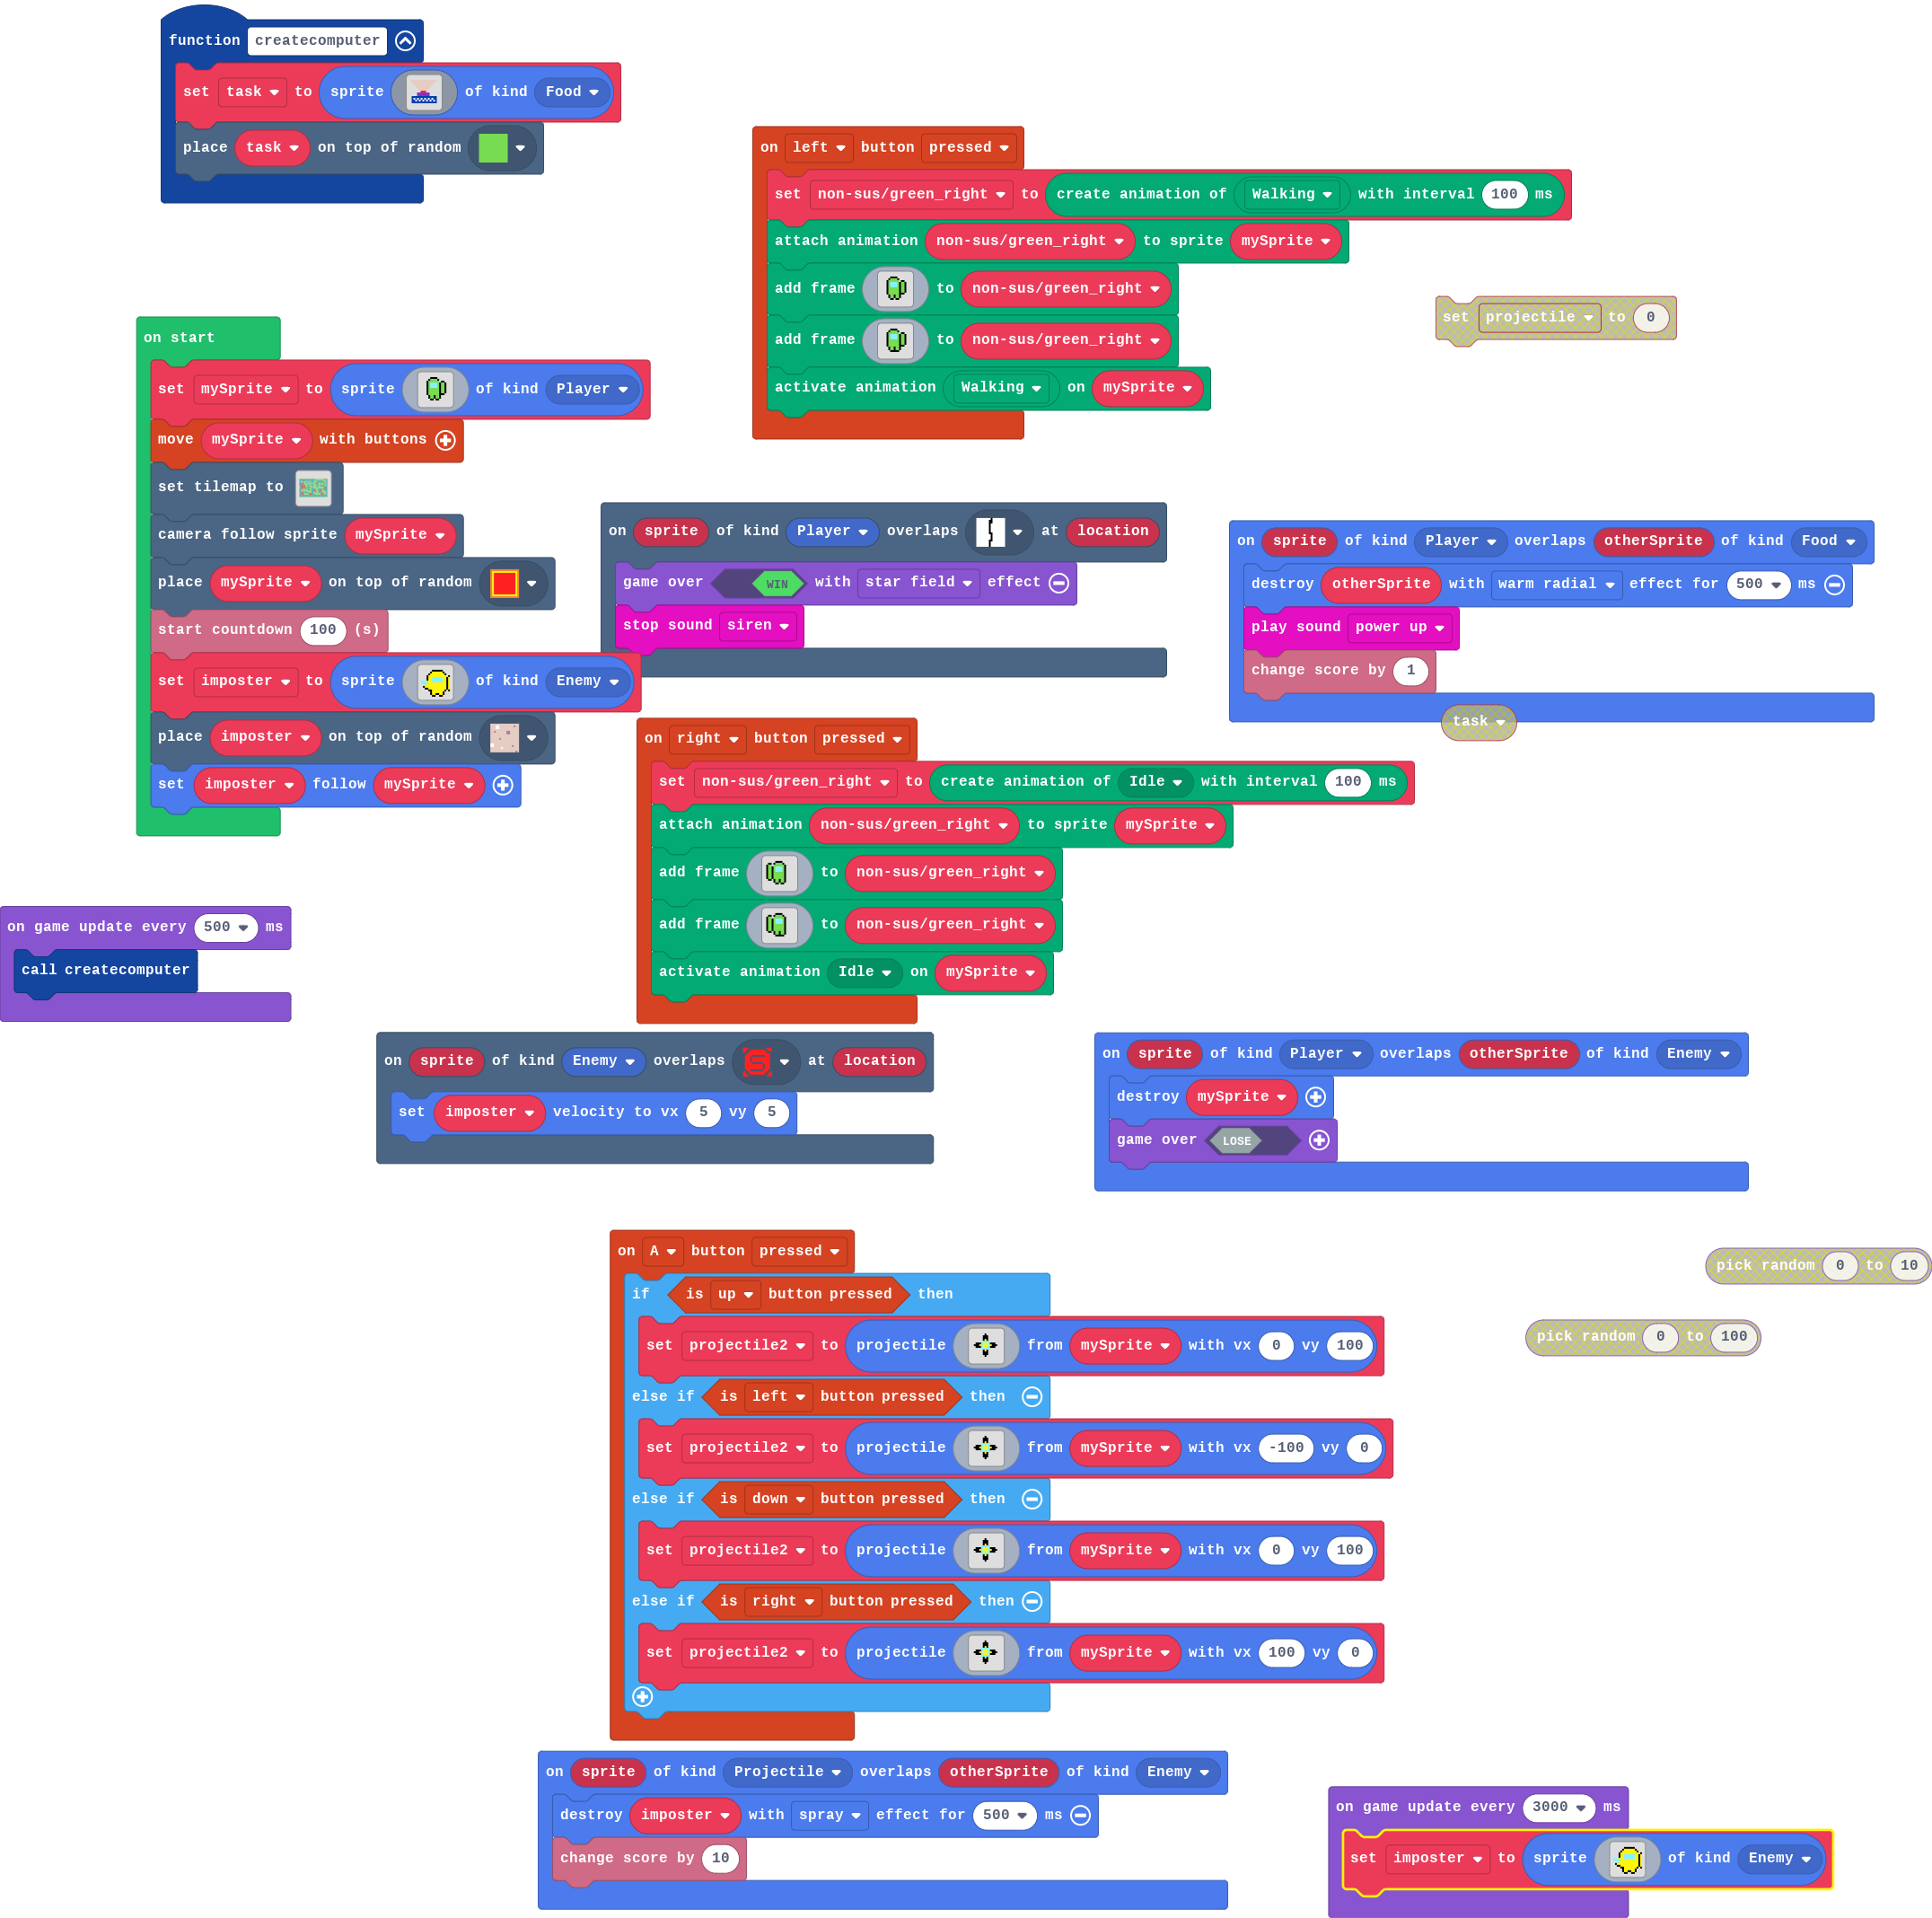 function createcomputer
set task to sprite of kind Food
place task on top of random
on left button pressed
set non-sus/green_right to create animation of Walking with interval 100 ms
attach animation non-sus/green_right to sprite mySprite
add frame to non-sus/green_right
add frame to non-sus/green_right
activate animation Walking on mySprite
set projectile to 0
on start
set mySprite to sprite of kind Player
move mySprite with buttons
set tilemap to
camera follow sprite mySprite
place mySprite on top of random
start countdown 100 (s)
set imposter to sprite of kind Enemy
place imposter on top of random
set imposter follow mySprite
on sprite of kind Player overlaps at location
game over WIN with star field effect
stop sound siren
on sprite of kind Player overlaps otherSprite of kind Food
destroy otherSprite with warm radial effect for 500 ms
play sound power up
change score by 1
task
on right button pressed
set non-sus/green_right to create animation of Idle with interval 100 ms
attach animation non-sus/green_right to sprite mySprite
add frame to non-sus/green_right
add frame to non-sus/green_right
activate animation Idle on mySprite
on game update every 500 ms
call createcomputer
on sprite of kind Enemy overlaps at location
set imposter velocity to vx 5 vy 5
on sprite of kind Player overlaps otherSprite of kind Enemy
destroy mySprite
game over LOSE
on A button pressed
if is up button pressed then
set projectile2 to projectile from mySprite with vx 0 vy 100
else if is left button pressed then
set projectile2 to projectile from mySprite with vx -100 vy 0
else if is down button pressed then
set projectile2 to projectile from mySprite with vx 0 vy 100
else if is right button pressed then
set projectile2 to projectile from mySprite with vx 100 vy 0
pick random 0 to 10
pick random 0 to 100
on sprite of kind Projectile overlaps otherSprite of kind Enemy
destroy imposter with spray effect for 500 ms
change score by 10
on game update every 3000 ms
set imposter to sprite of kind Enemy